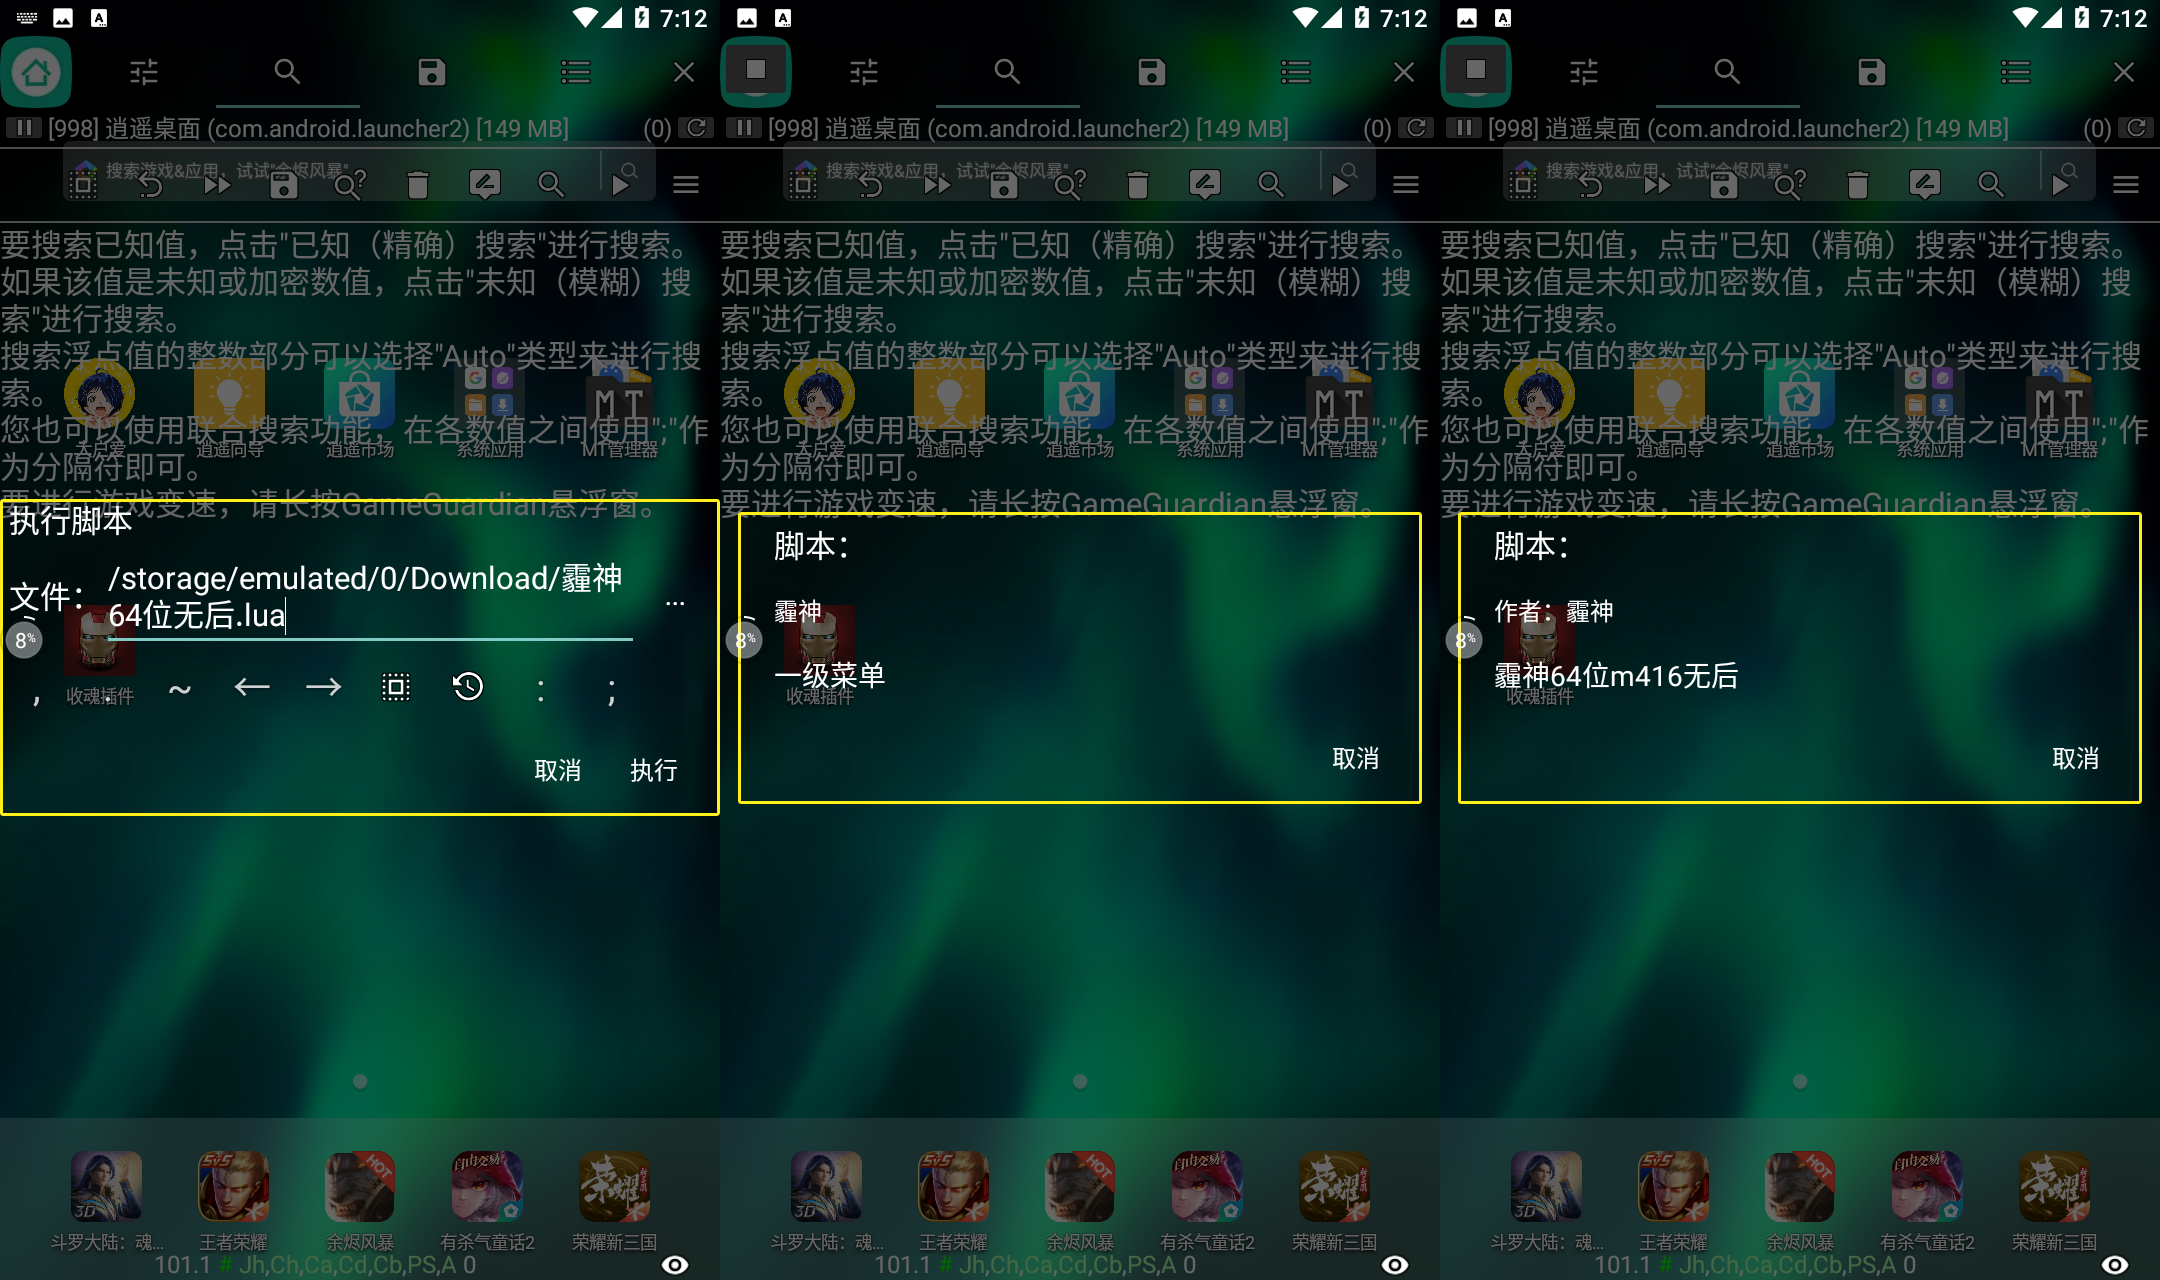 7:12
[998] 逍遥桌面 (com.android.launcher2) [149 MB] (0)
搜索游戏&应用，试试"余烬风暴"
要搜索已知值，点击"已知（精确）搜索"进行搜索。
如果该值是未知或加密数值，点击"未知（模糊）搜
索"进行搜索。
搜索浮点值的整数部分可以选择"Auto"类型来进行搜
索。
您也可以使用联合搜索功能，在各数值之间使用";"作
为分隔符即可。
逍遥向导 逍遥市场 系统应用 MT管理器
要进行游戏变速，请长按GameGuardian悬浮窗。
执行脚本
文件：
/storage/emulated/0/Download/霾神
64位无后.lua
...
8%
收魂插件
, . ~ ← → : ;
取消 执行
3D
5V5
HOT
自由交易!
荣耀
斗罗大陆：魂... 王者荣耀 余烬风暴 有杀气童话2 荣耀新三国
101.1 # Jh,Ch,Ca,Cd,Cb,PS,A 0
7:12
[998] 逍遥桌面 (com.android.launcher2) [149 MB] (0)
搜索游戏&应用，试试"余烬风暴"
要搜索已知值，点击"已知（精确）搜索"进行搜索。
如果该值是未知或加密数值，点击"未知（模糊）搜
索"进行搜索。
搜索浮点值的整数部分可以选择"Auto"类型来进行搜
索。
您也可以使用联合搜索功能，在各数值之间使用";"作
为分隔符即可。
逍遥向导 逍遥市场 系统应用 MT管理器
要进行游戏变速，请长按GameGuardian悬浮窗。
脚本：
霾神
8%
一级菜单
收魂插件
取消
3D
5V5
HOT
自由交易!
荣耀
斗罗大陆：魂... 王者荣耀 余烬风暴 有杀气童话2 荣耀新三国
101.1 # Jh,Ch,Ca,Cd,Cb,PS,A 0
7:12
[998] 逍遥桌面 (com.android.launcher2) [149 MB] (0)
搜索游戏&应用，试试"余烬风暴"
要搜索已知值，点击"已知（精确）搜索"进行搜索。
如果该值是未知或加密数值，点击"未知（模糊）搜
索"进行搜索。
搜索浮点值的整数部分可以选择"Auto"类型来进行搜
索。
您也可以使用联合搜索功能，在各数值之间使用";"作
为分隔符即可。
逍遥向导 逍遥市场 系统应用 MT管理器
要进行游戏变速，请长按GameGuardian悬浮窗。
脚本：
作者：霾神
8%
霾神64位m416无后
收魂插件
取消
3D
5V5
HOT
自由交易!
荣耀
斗罗大陆：魂... 王者荣耀 余烬风暴 有杀气童话2 荣耀新三国
101.1 # Jh,Ch,Ca,Cd,Cb,PS,A 0